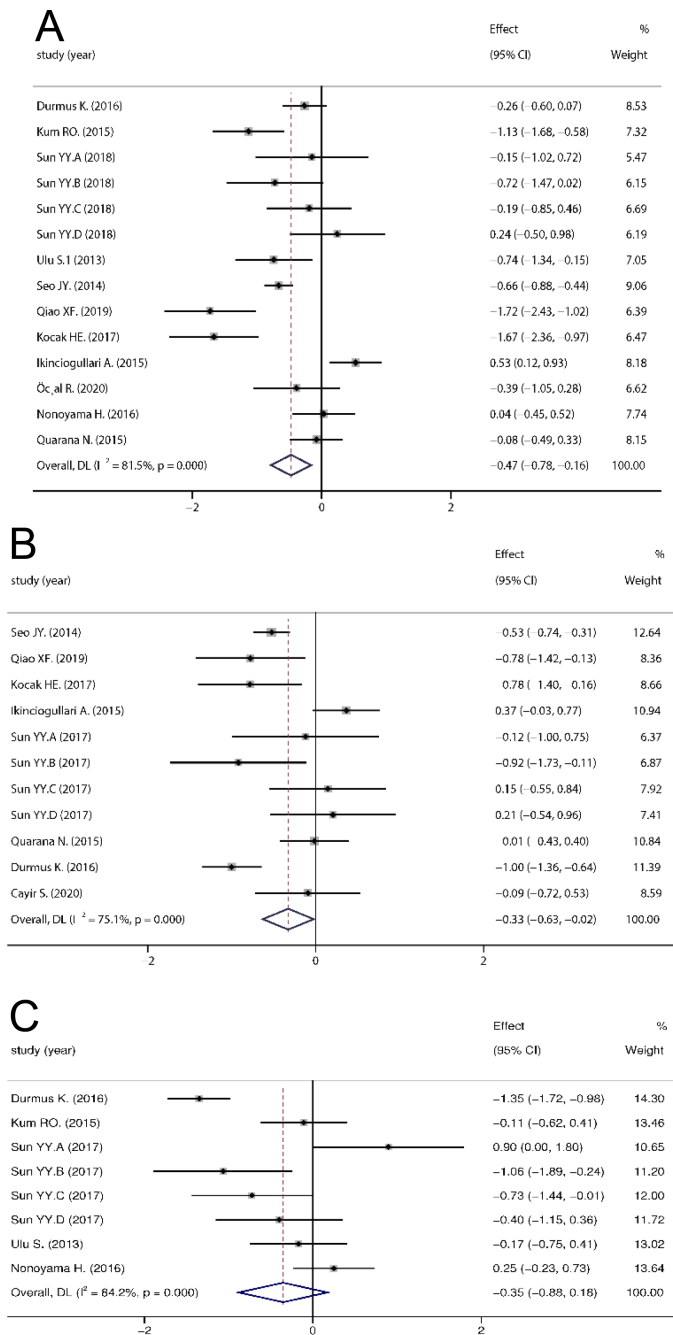 A
Effect %
study (year) (95% CI) Weight
Durmus K. (2016) −0.26 (−0.60, 0.07) 8.53
Kum RO. (2015) −1.13 (−1.68, −0.58) 7.32
Sun YY.A (2018) −0.15 (−1.02, 0.72) 5.47
Sun YY.B (2018) −0.72 (−1.47, 0.02) 6.15
Sun YY.C (2018) −0.19 (−0.85, 0.46) 6.69
Sun YY.D (2018) 0.24 (−0.50, 0.98) 6.19
Ulu S.1 (2013) −0.74 (−1.34, −0.15) 7.05
Seo JY. (2014) −0.66 (−0.88, −0.44) 9.06
Qiao XF. (2019) −1.72 (−2.43, −1.02) 6.39
Kocak HE. (2017) −1.67 (−2.36, −0.97) 6.47
Ikinciogullari A. (2015) 0.53 (0.12, 0.93) 8.18
Öc¸al R. (2020) −0.39 (−1.05, 0.28) 6.62
Nonoyama H. (2016) 0.04 (−0.45, 0.52) 7.74
Quarana N. (2015) −0.08 (−0.49, 0.33) 8.15
Overall, DL (I² = 81.5%, p = 0.000) −0.47 (−0.78, −0.16) 100.00
−2 0 2
B
Effect %
study (year) (95% CI) Weight
Seo JY. (2014) −0.53 (−0.74, −0.31) 12.64
Qiao XF. (2019) −0.78 (−1.42, −0.13) 8.36
Kocak HE. (2017) 0.78 ( 1.40, 0.16) 8.66
Ikinciogullari A. (2015) 0.37 (−0.03, 0.77) 10.94
Sun YY.A (2017) −0.12 (−1.00, 0.75) 6.37
Sun YY.B (2017) −0.92 (−1.73, −0.11) 6.87
Sun YY.C (2017) 0.15 (−0.55, 0.84) 7.92
Sun YY.D (2017) 0.21 (−0.54, 0.96) 7.41
Quarana N. (2015) 0.01 ( 0.43, 0.40) 10.84
Durmus K. (2016) −1.00 (−1.36, −0.64) 11.39
Cayir S. (2020) −0.09 (−0.72, 0.53) 8.59
Overall, DL (I² = 75.1%, p = 0.000) −0.33 (−0.63, −0.02) 100.00
−2 0 2
C
Effect %
study (year) (95% CI) Weight
Durmus K. (2016) −1.35 (−1.72, −0.98) 14.30
Kum RO. (2015) −0.11 (−0.62, 0.41) 13.46
Sun YY.A (2017) 0.90 (0.00, 1.80) 10.65
Sun YY.B (2017) −1.06 (−1.89, −0.24) 11.20
Sun YY.C (2017) −0.73 (−1.44, −0.01) 12.00
Sun YY.D (2017) −0.40 (−1.15, 0.36) 11.72
Ulu S. (2013) −0.17 (−0.75, 0.41) 13.02
Nonoyama H. (2016) 0.25 (−0.23, 0.73) 13.64
Overall, DL (I² = 84.2%, p = 0.000) −0.35 (−0.88, 0.18) 100.00
−2 0 2